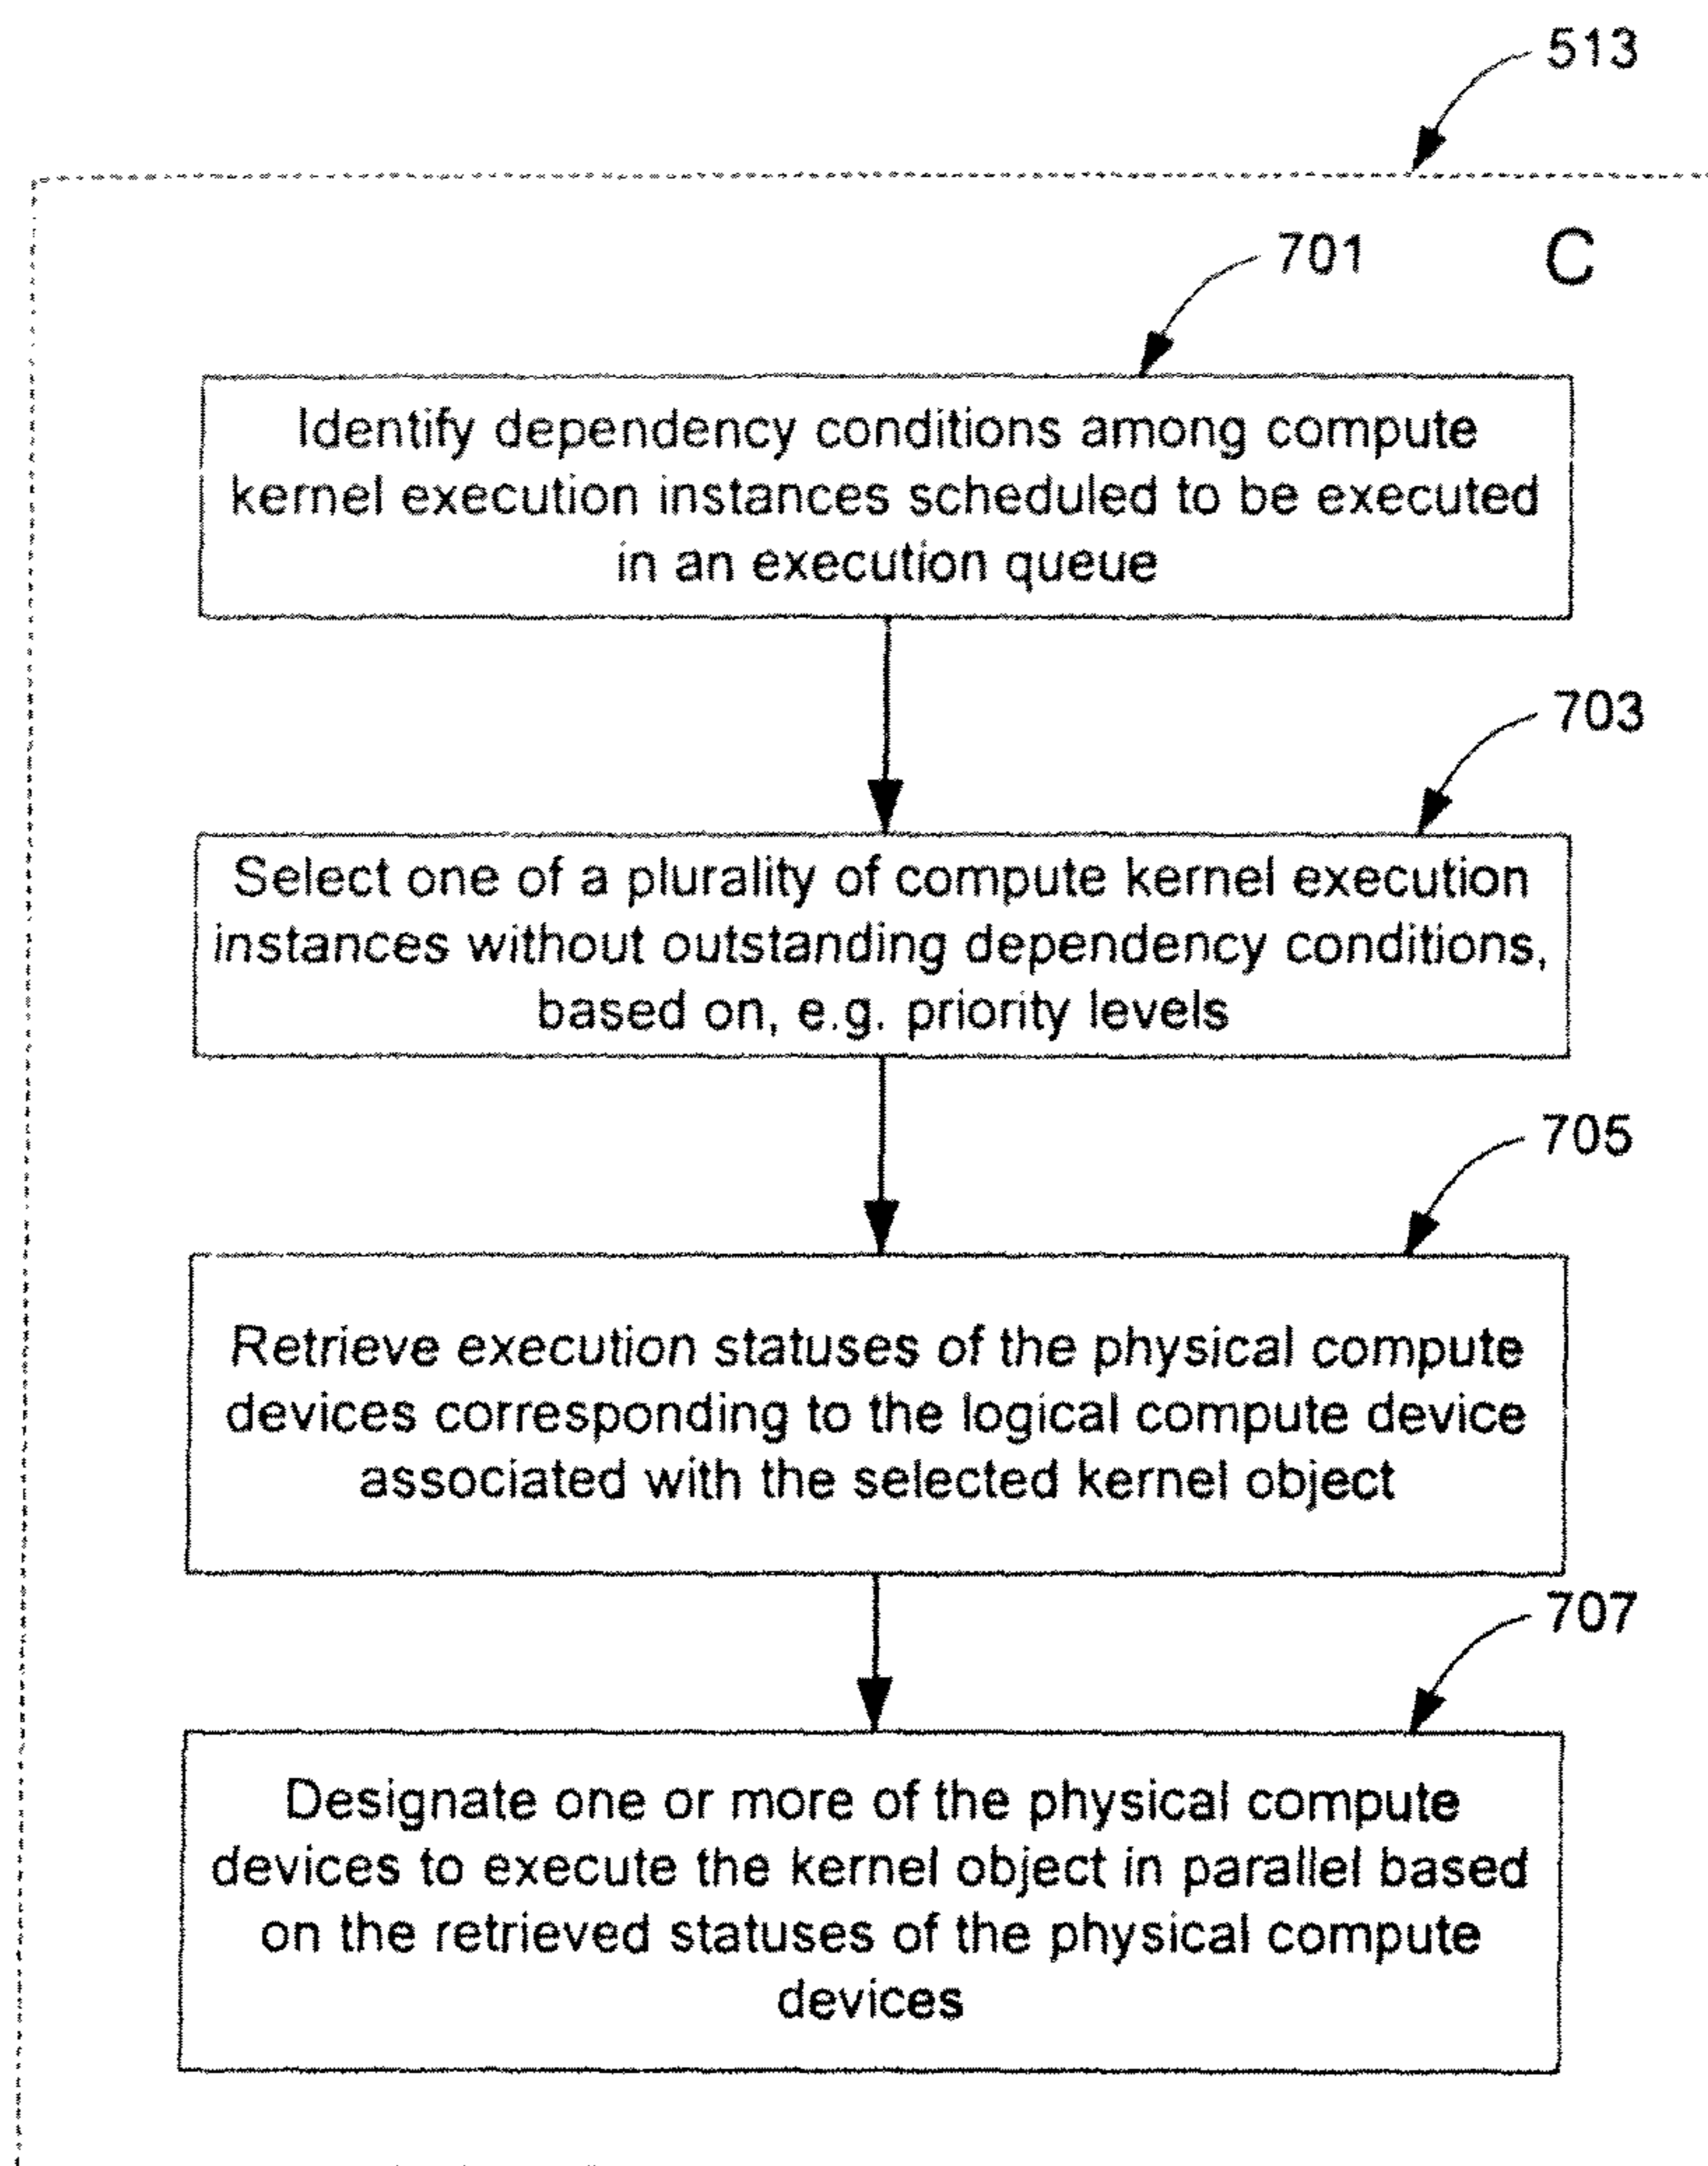 513
701
C
Identify dependency conditions among compute
kernel execution instances scheduled to be executed
in an execution queue
703
Select one of a plurality of compute kernel execution
instances without outstanding dependency conditions,
based on, e.g. priority levels
705
Retrieve execution statuses of the physical compute
devices corresponding to the logical compute device
associated with the selected kernel object
707
Designate one or more of the physical compute
devices to execute the kernel object in parallel based
on the retrieved statuses of the physical compute
devices